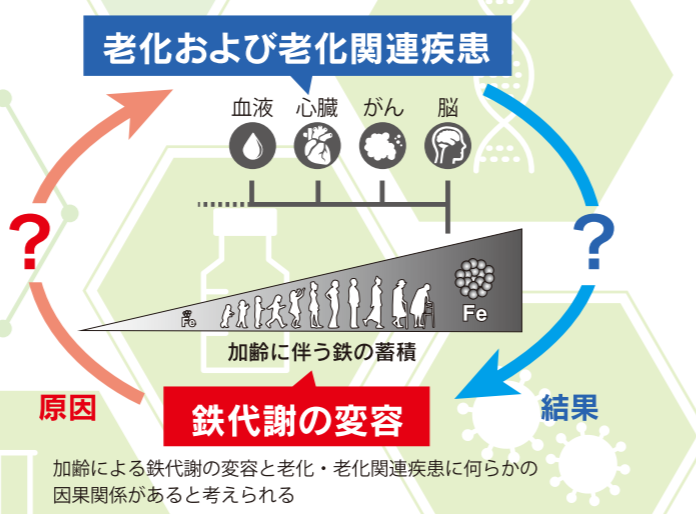 老化および老化関連疾患
血液 心臓 がん 脳
?
?
Fe
Fe
加齢に伴う鉄の蓄積
原因
鉄代謝の変容
結果
加齢による鉄代謝の変容と老化・老化関連疾患に何らかの
因果関係があると考えられる